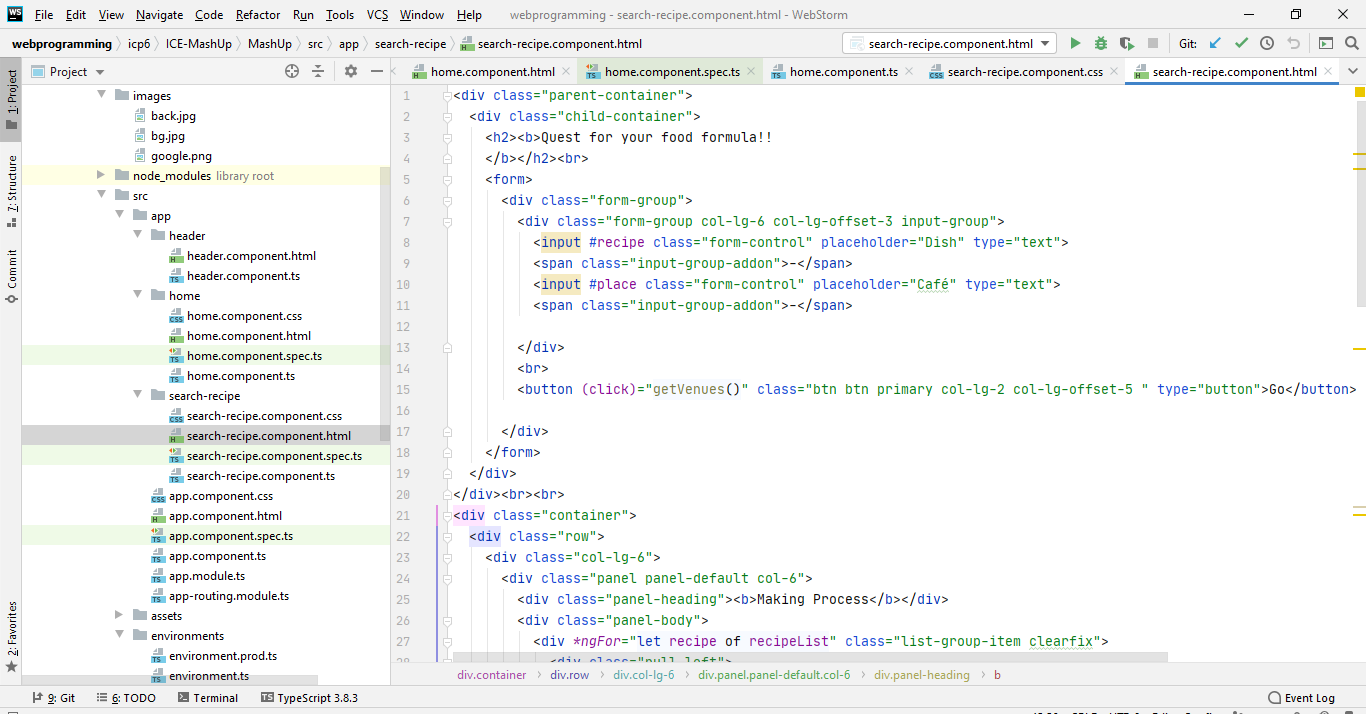 WS File Edit View Navigate Code Refactor Run Tools VCS Window Help webprogramming - search-recipe.component.html - WebStorm
webprogramming icp6 ICE-MashUp MashUp src app search-recipe search-recipe.component.html search-recipe.component.html Git:
Project home.component.html home.component.spec.ts home.component.ts search-recipe.component.css search-recipe.component.html
1: Project
7: Structure
Commit
2: Favorites
images
back.jpg
bg.jpg
google.png
node_modules library root
src
app
header
header.component.html
header.component.ts
home
home.component.css
home.component.html
home.component.spec.ts
home.component.ts
search-recipe
search-recipe.component.css
search-recipe.component.html
search-recipe.component.spec.ts
search-recipe.component.ts
app.component.css
app.component.html
app.component.spec.ts
app.component.ts
app.module.ts
app-routing.module.ts
assets
environments
environment.prod.ts
environment.ts
1 <div class="parent-container">
2 <div class="child-container">
3 <h2><b>Quest for your food formula!!
4 </b></h2><br>
5 <form>
6 <div class="form-group">
7 <div class="form-group col-lg-6 col-lg-offset-3 input-group">
8 <input #recipe class="form-control" placeholder="Dish" type="text">
9 <span class="input-group-addon">-</span>
10 <input #place class="form-control" placeholder="Café" type="text">
11 <span class="input-group-addon">-</span>
12
13 </div>
14 <br>
15 <button (click)="getVenues()" class="btn btn primary col-lg-2 col-lg-offset-5 " type="button">Go</button>
16
17 </div>
18 </form>
19 </div>
20 </div><br><br>
21 <div class="container">
22 <div class="row">
23 <div class="col-lg-6">
24 <div class="panel panel-default col-6">
25 <div class="panel-heading"><b>Making Process</b></div>
26 <div class="panel-body">
27 <div *ngFor="let recipe of recipeList" class="list-group-item clearfix">
28 <div class="pull-left">
div.container div.row div.col-lg-6 div.panel.panel-default.col-6 div.panel-heading b
9: Git 6: TODO Terminal TypeScript 3.8.3 Event Log